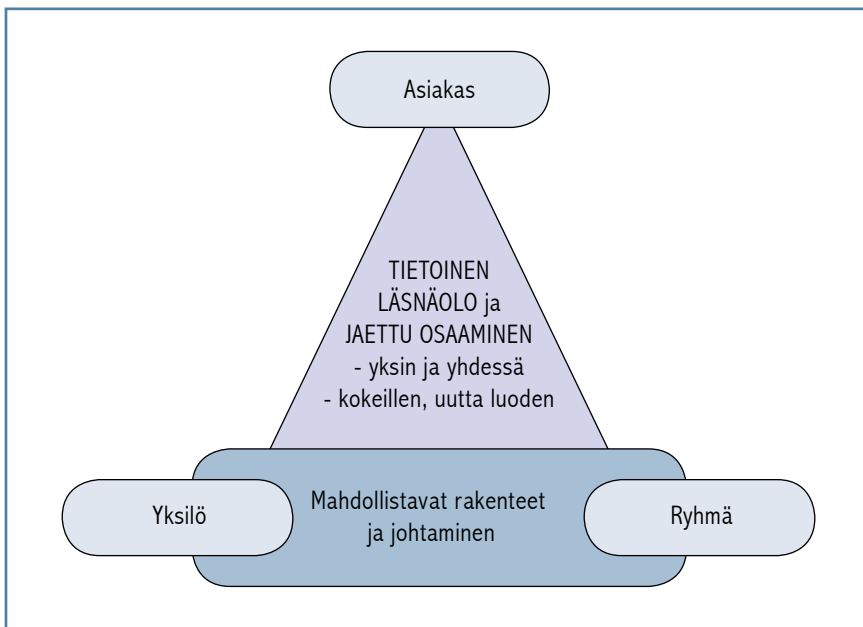 Asiakas
TIETOINEN
LÄSNÄOLO ja
JAETTU OSAAMINEN
- yksin ja yhdessä
- kokeillen, uutta luoden
Yksilö
Mahdollistavat rakenteet
ja johtaminen
Ryhmä